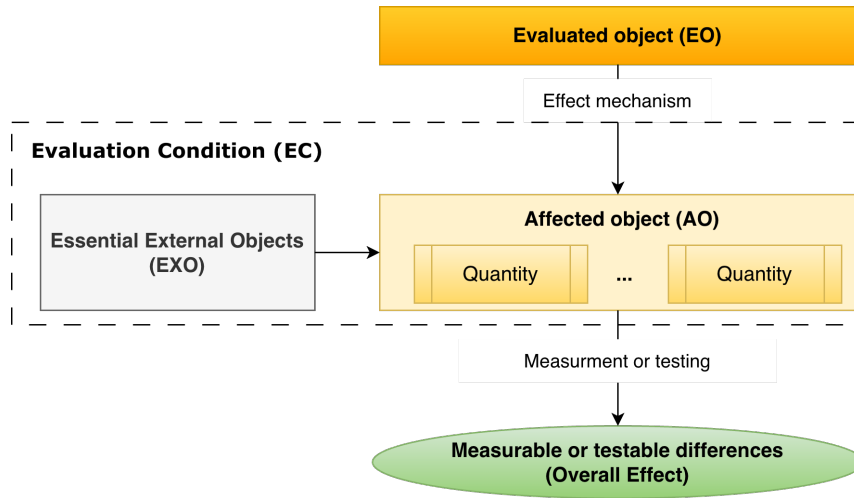 Evaluated object (EO)
Effect mechanism
Evaluation Condition (EC)
Essential External Objects
(EXO)
Affected object (AO)
Quantity
...
Quantity
Measurment or testing
Measurable or testable differences
(Overall Effect)